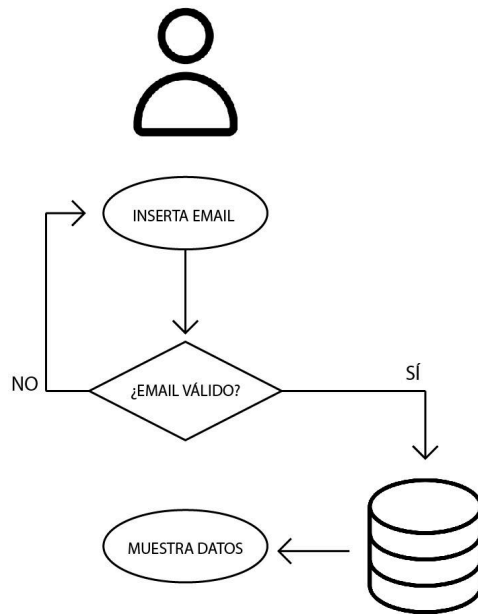 INSERTA EMAIL
¿EMAIL VÁLIDO?
NO
SÍ
MUESTRA DATOS